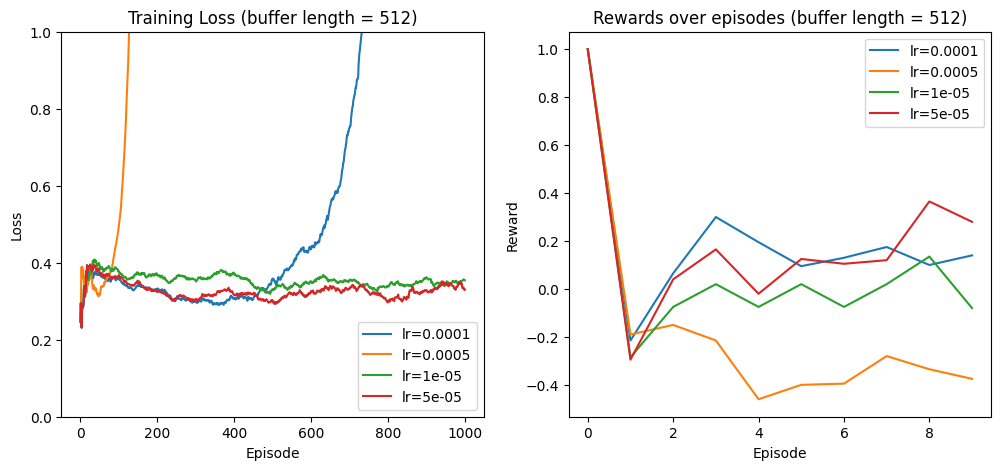 Training Loss (buffer length = 512)
1.0
0.8
0.6
0.4
0.2
0.0
Loss
0
200
400
600
800
1000
Episode
lr=0.0001
lr=0.0005
lr=1e-05
lr=5e-05
Rewards over episodes (buffer length = 512)
1.0
0.8
0.6
0.4
0.2
0.0
−0.2
−0.4
Reward
0
2
4
6
8
Episode
lr=0.0001
lr=0.0005
lr=1e-05
lr=5e-05